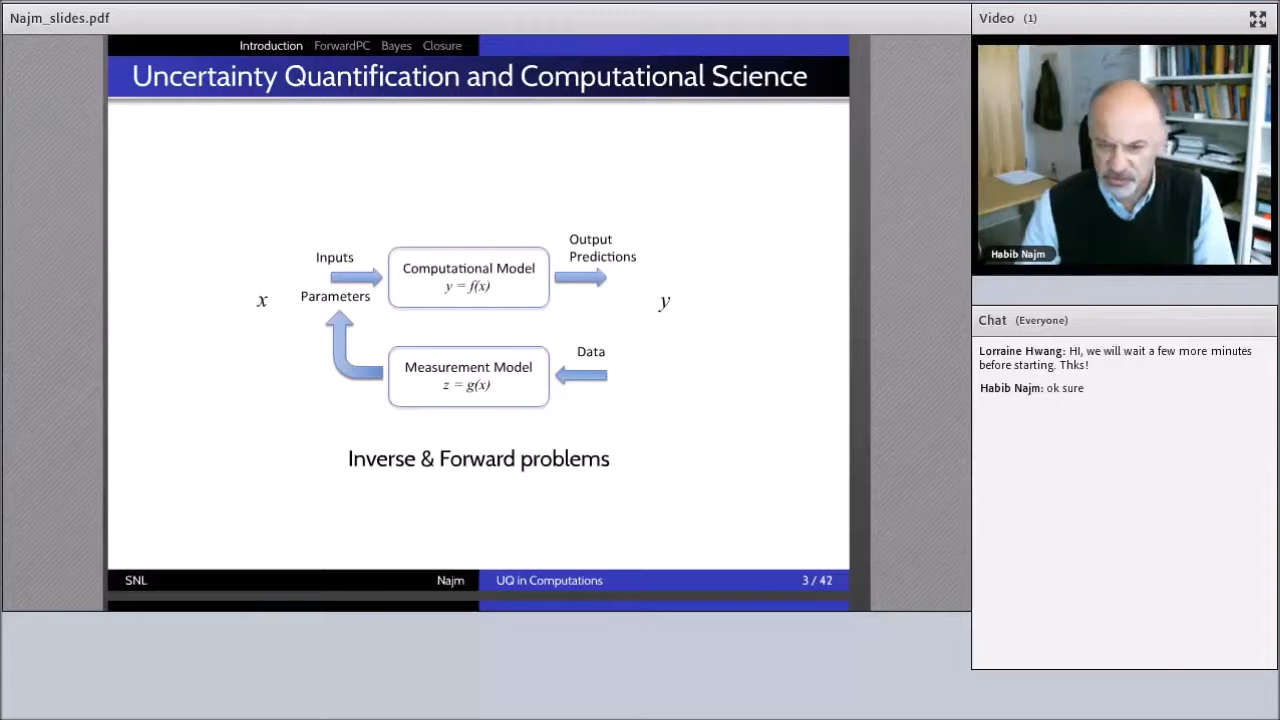 Najm_slides.pdf
Introduction ForwardPC Bayes Closure
Uncertainty Quantification and Computational Science
Inputs
Parameters
x
Computational Model
y = f(x)
Output
Predictions
y
Measurement Model
z = g(x)
Data
Inverse & Forward problems
SNL Najm UQ in Computations 3 / 42
Video (1)
Habib Najm
Chat (Everyone)
Lorraine Hwang: HI, we will wait a few more minutes
before starting. Thks!
Habib Najm: ok sure